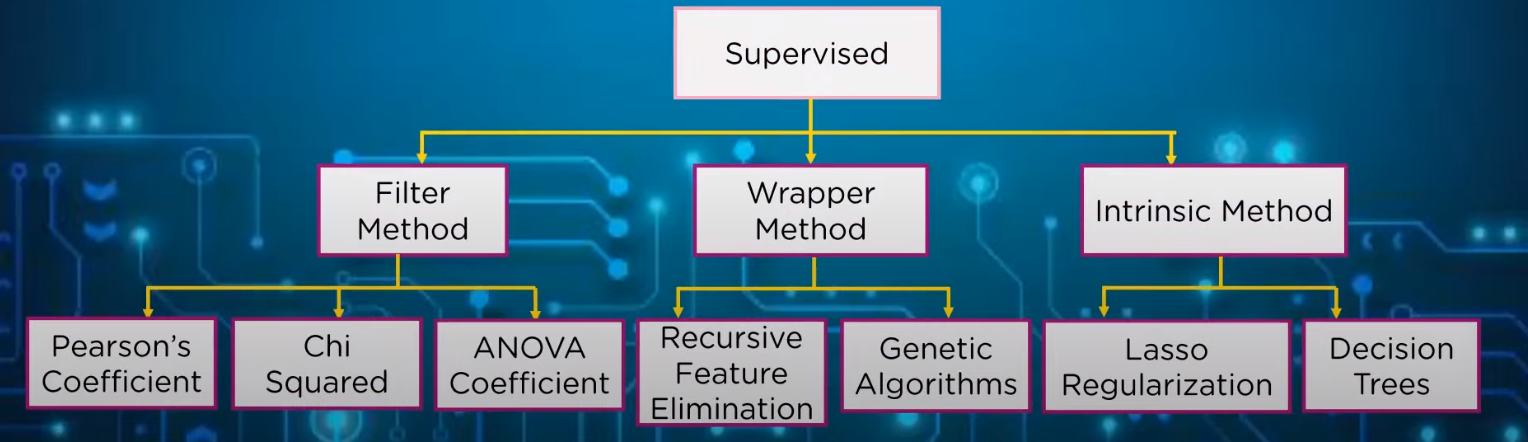 Supervised
Filter
Method
Wrapper
Method
Intrinsic Method
Pearson's
Coefficient
Chi
Squared
ANOVA
Coefficient
Recursive
Feature
Elimination
Genetic
Algorithms
Lasso
Regularization
Decision
Trees